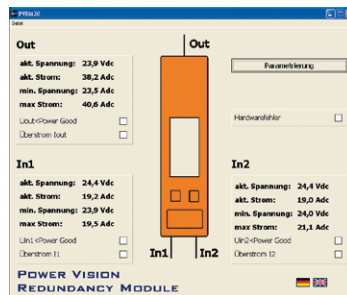 PYRM20
Datei
Out
akt. Spannung: 23,9 Vdc
akt. Strom: 38,2 Adc
min. Spannung: 23,5 Vdc
max Strom: 40,6 Adc
Uout<Power Good
Überstrom Iout
Out
Parametrierung
Hardwarefehler
In1
akt. Spannung: 24,4 Vdc
akt. Strom: 19,2 Adc
min. Spannung: 23,9 Vdc
max Strom: 19,5 Adc
Uin1<Power Good
Überstrom I1
In1 In2
In2
akt. Spannung: 24,4 Vdc
akt. Strom: 19,0 Adc
min. Spannung: 24,0 Vdc
max Strom: 21,1 Adc
Uin2<Power Good
Überstrom I2
POWER VISION
REDUNDANCY MODULE